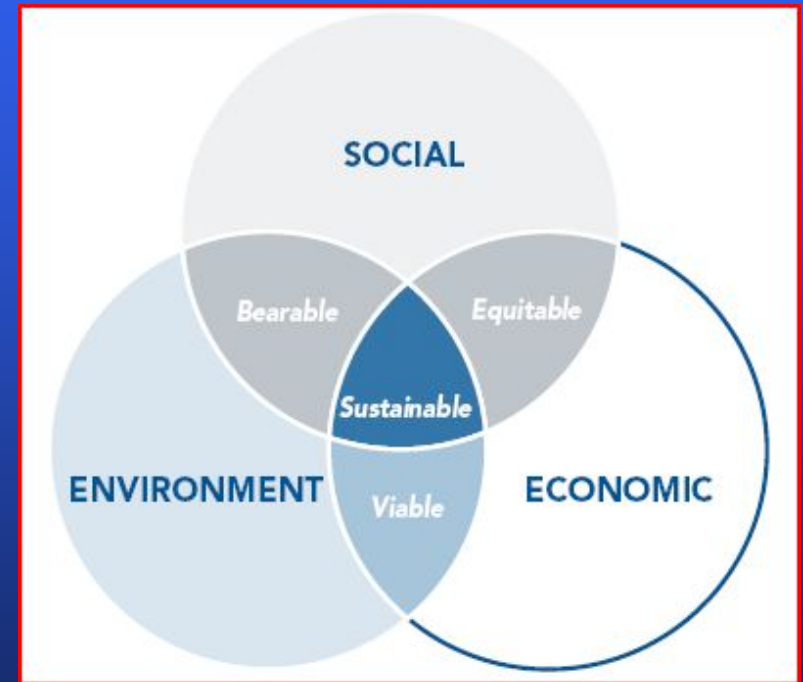 SOCIAL
Bearable
Equitable
Sustainable
ENVIRONMENT
ECONOMIC
Viable